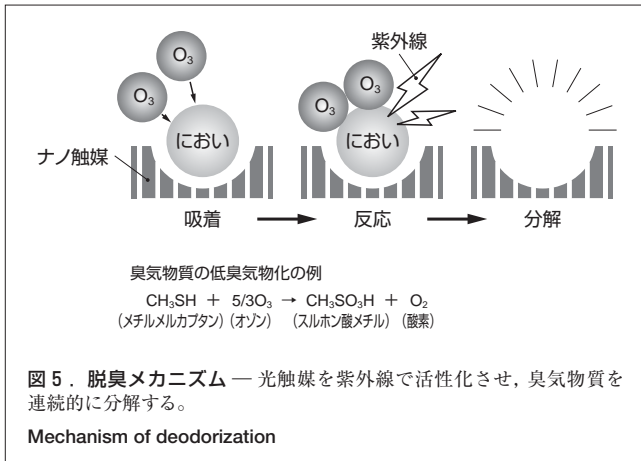 O₃
O₃
におい
ナノ触媒
吸着
O₃
O₃
におい
紫外線
反応
分解
臭気物質の低臭気物化の例
CH₃SH + 5/3O₃ → CH₃SO₃H + O₂
(メチルメルカプタン)(オゾン) (スルホン酸メチル) (酸素)
図5. 脱臭メカニズム — 光触媒を紫外線で活性化させ,臭気物質を
連続的に分解する。
Mechanism of deodorization